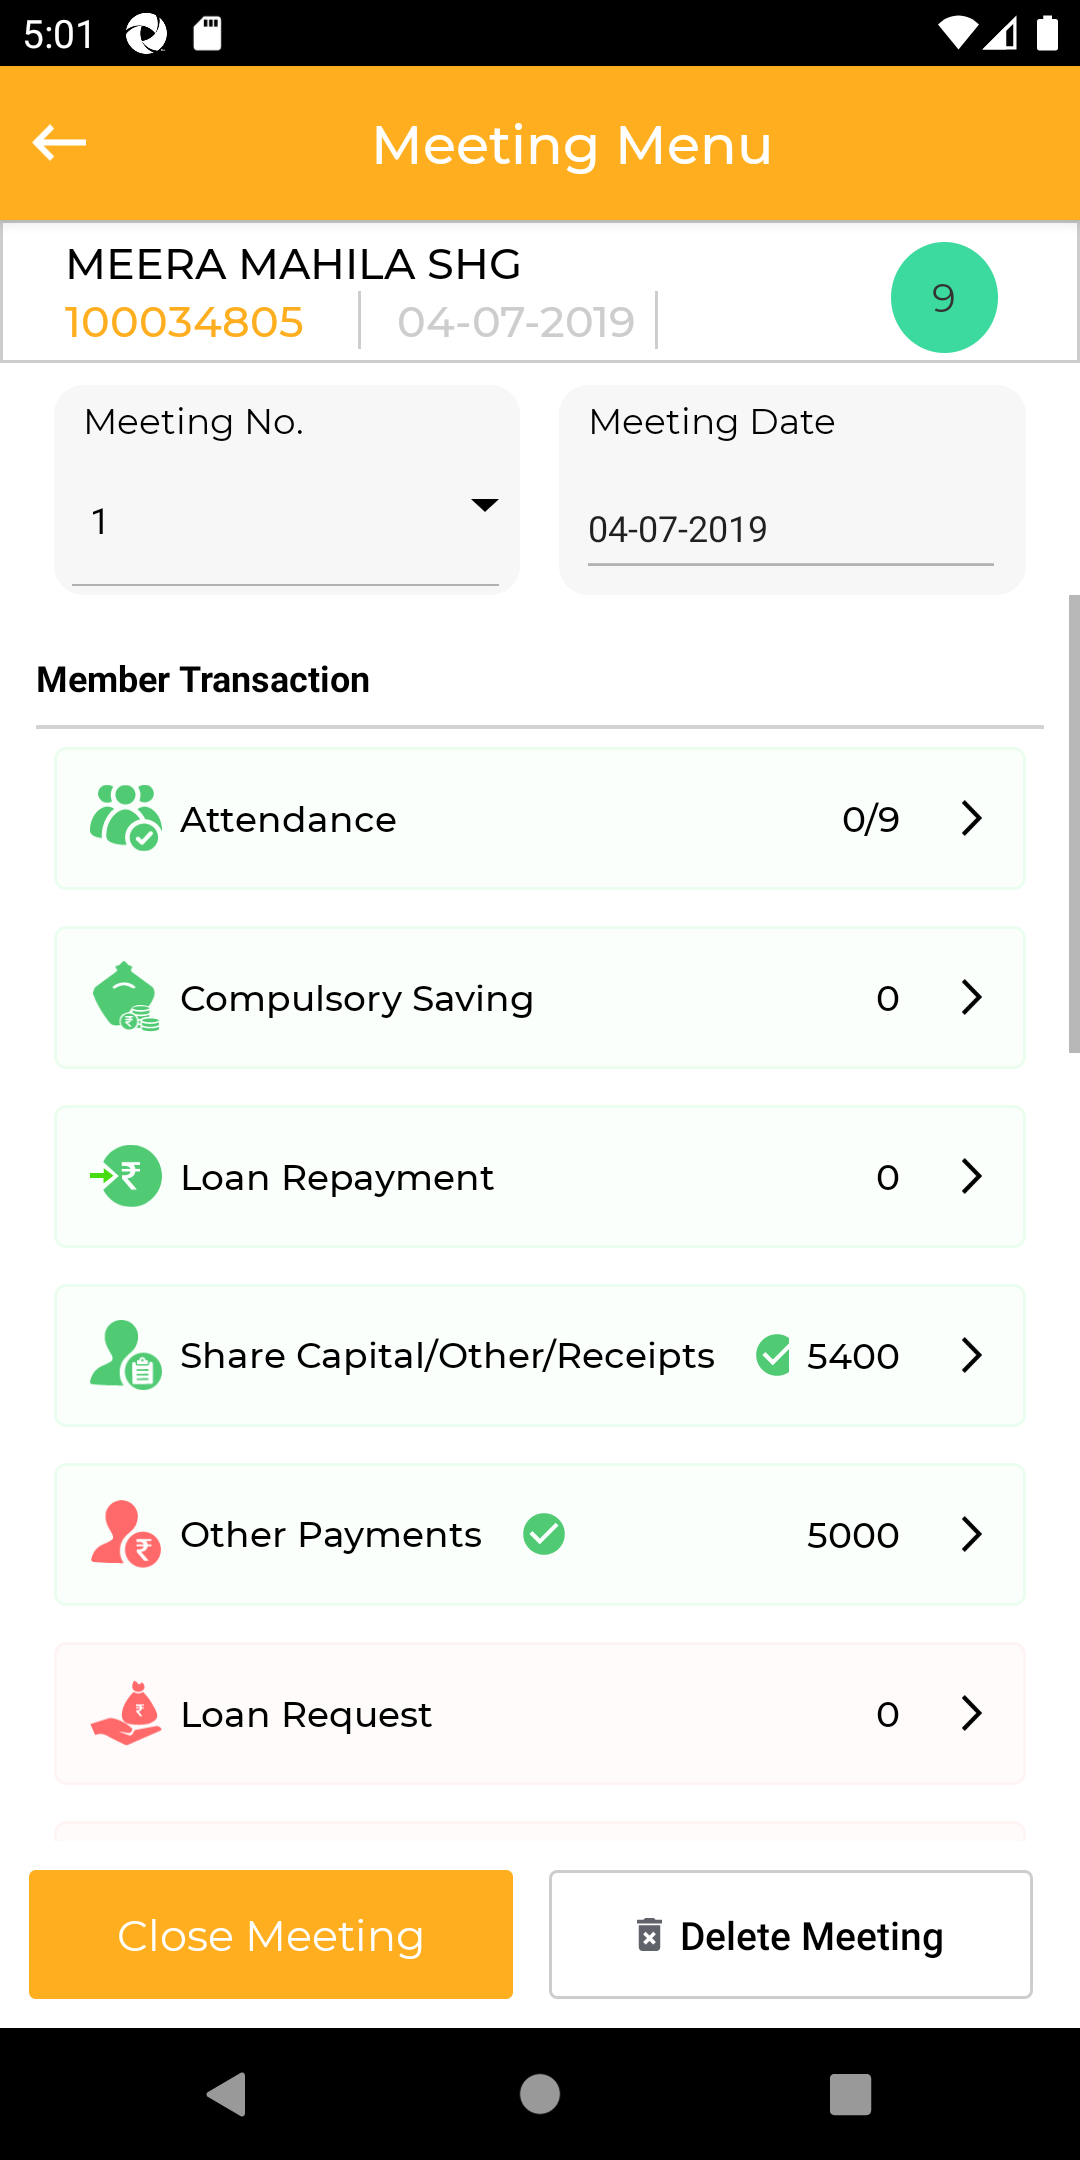 5:01
Meeting Menu
MEERA MAHILA SHG
100034805 04-07-2019
9
Meeting No.
Meeting Date
1
04-07-2019
Member Transaction
Attendance 0/9
Compulsory Saving 0
Loan Repayment 0
Share Capital/Other/Receipts 5400
Other Payments 5000
Loan Request 0
Close Meeting
Delete Meeting